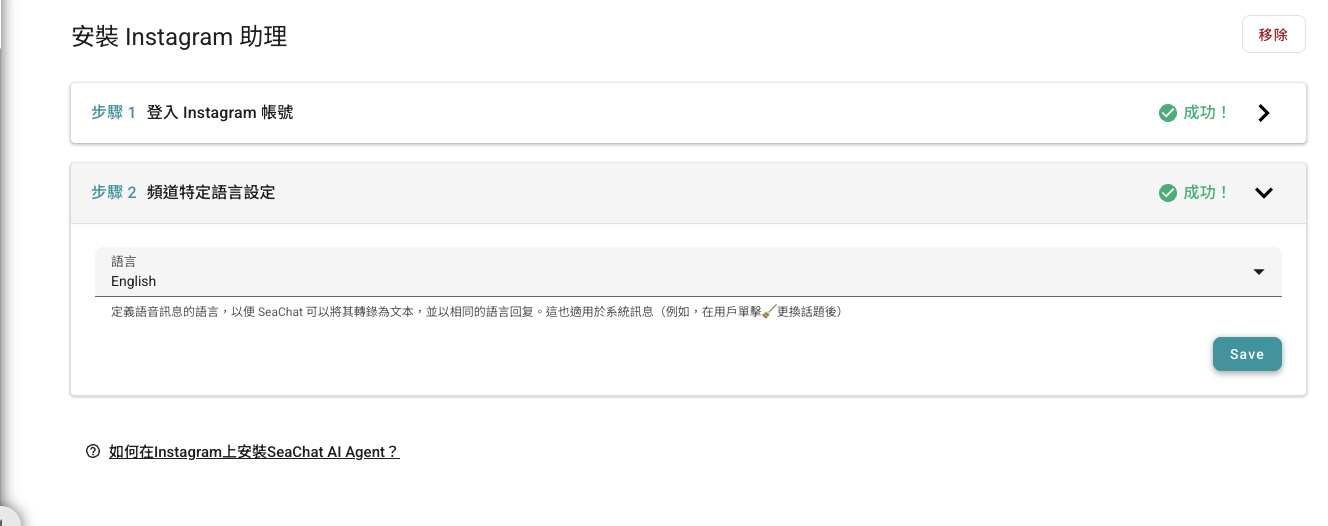 安裝 Instagram 助理
移除
步驟 1 登入 Instagram 帳號
成功！
步驟 2 頻道特定語言設定
成功！
語言
English
定義語音訊息的語言，以便 SeaChat 可以將其轉錄為文本，並以相同的語言回复。這也適用於系統訊息（例如，在用戶單擊🧹更換話題後）
Save
如何在Instagram上安裝SeaChat AI Agent？